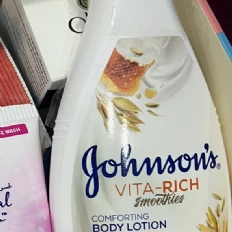 WASH
Johnson's
VITA-RICH
Smoothies
COMFORTING
BODY LOTION